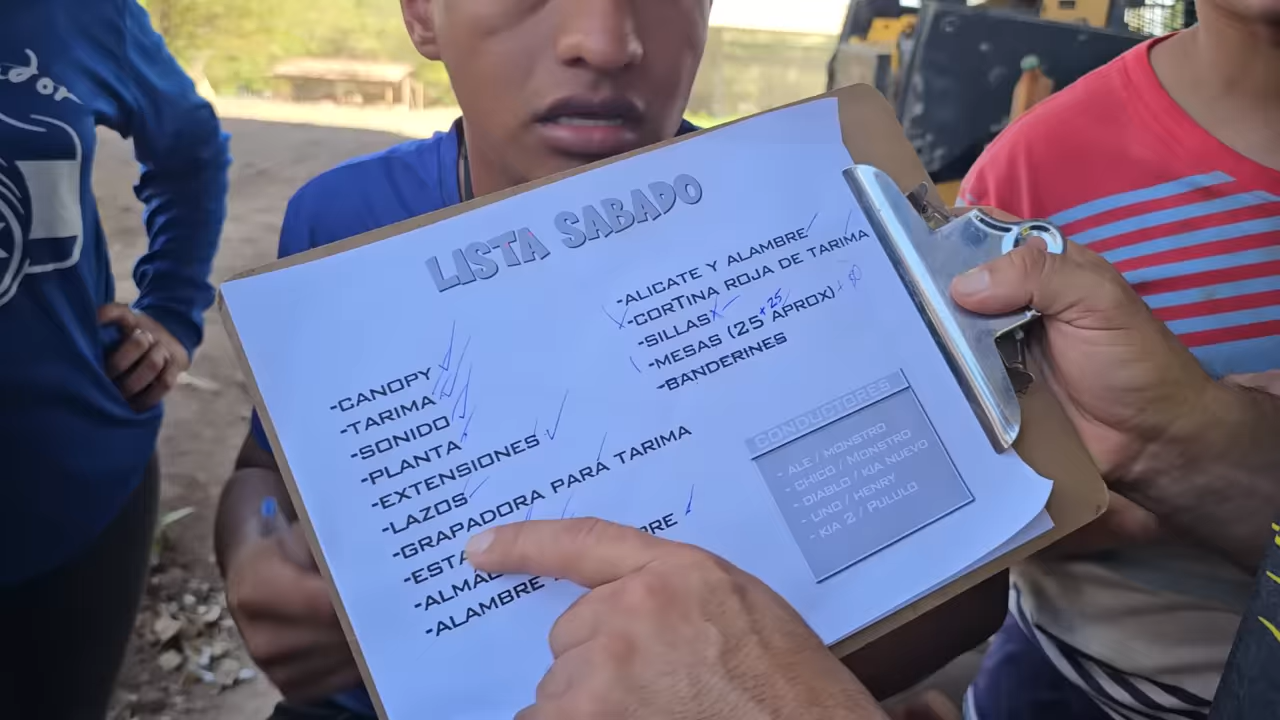 LISTA SABADO
-CANOPY
-TARIMA
-SONIDO
-PLANTA
-EXTENSIONES
-LAZOS
-GRAPADORA PARÁ TARIMA
-ALAMBRE
-ALICATE Y ALAMBRE
-CORTINA ROJA DE TARIMA
-SILLAS
-MESAS (25 APROX)
+25
-BANDERINES
CONDUCTORES
- ALE / MONSTRO
- CHICO / MONSTRO
- DIABLO / KIA NUEVO
- UNO / HENRY
- KIA 2 / PULULO